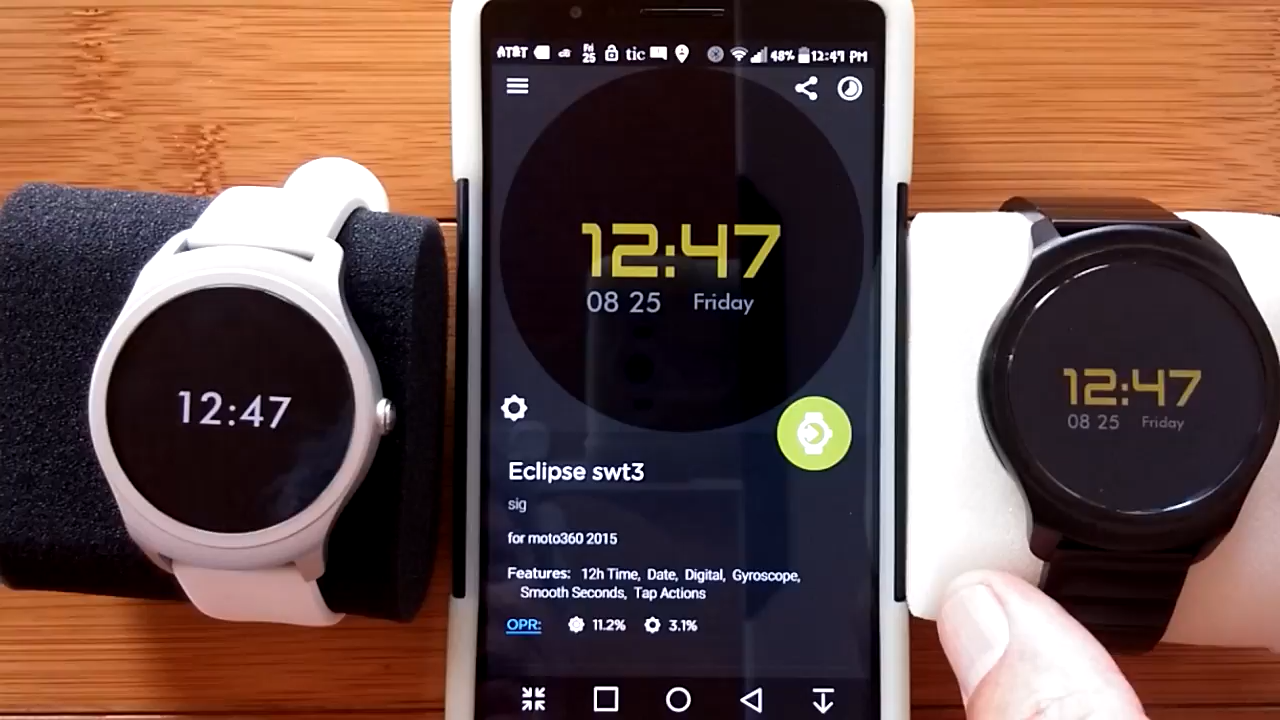 AT&T Fri 25 tic 48% 12:47 PM
12:47
08 25 Friday
Eclipse swt3
sig
for moto360 2015
Features: 12h Time, Date, Digital, Gyroscope,
Smooth Seconds, Tap Actions
OPR: 11.2% 3.1%
12:47
12:47
08 25 Friday